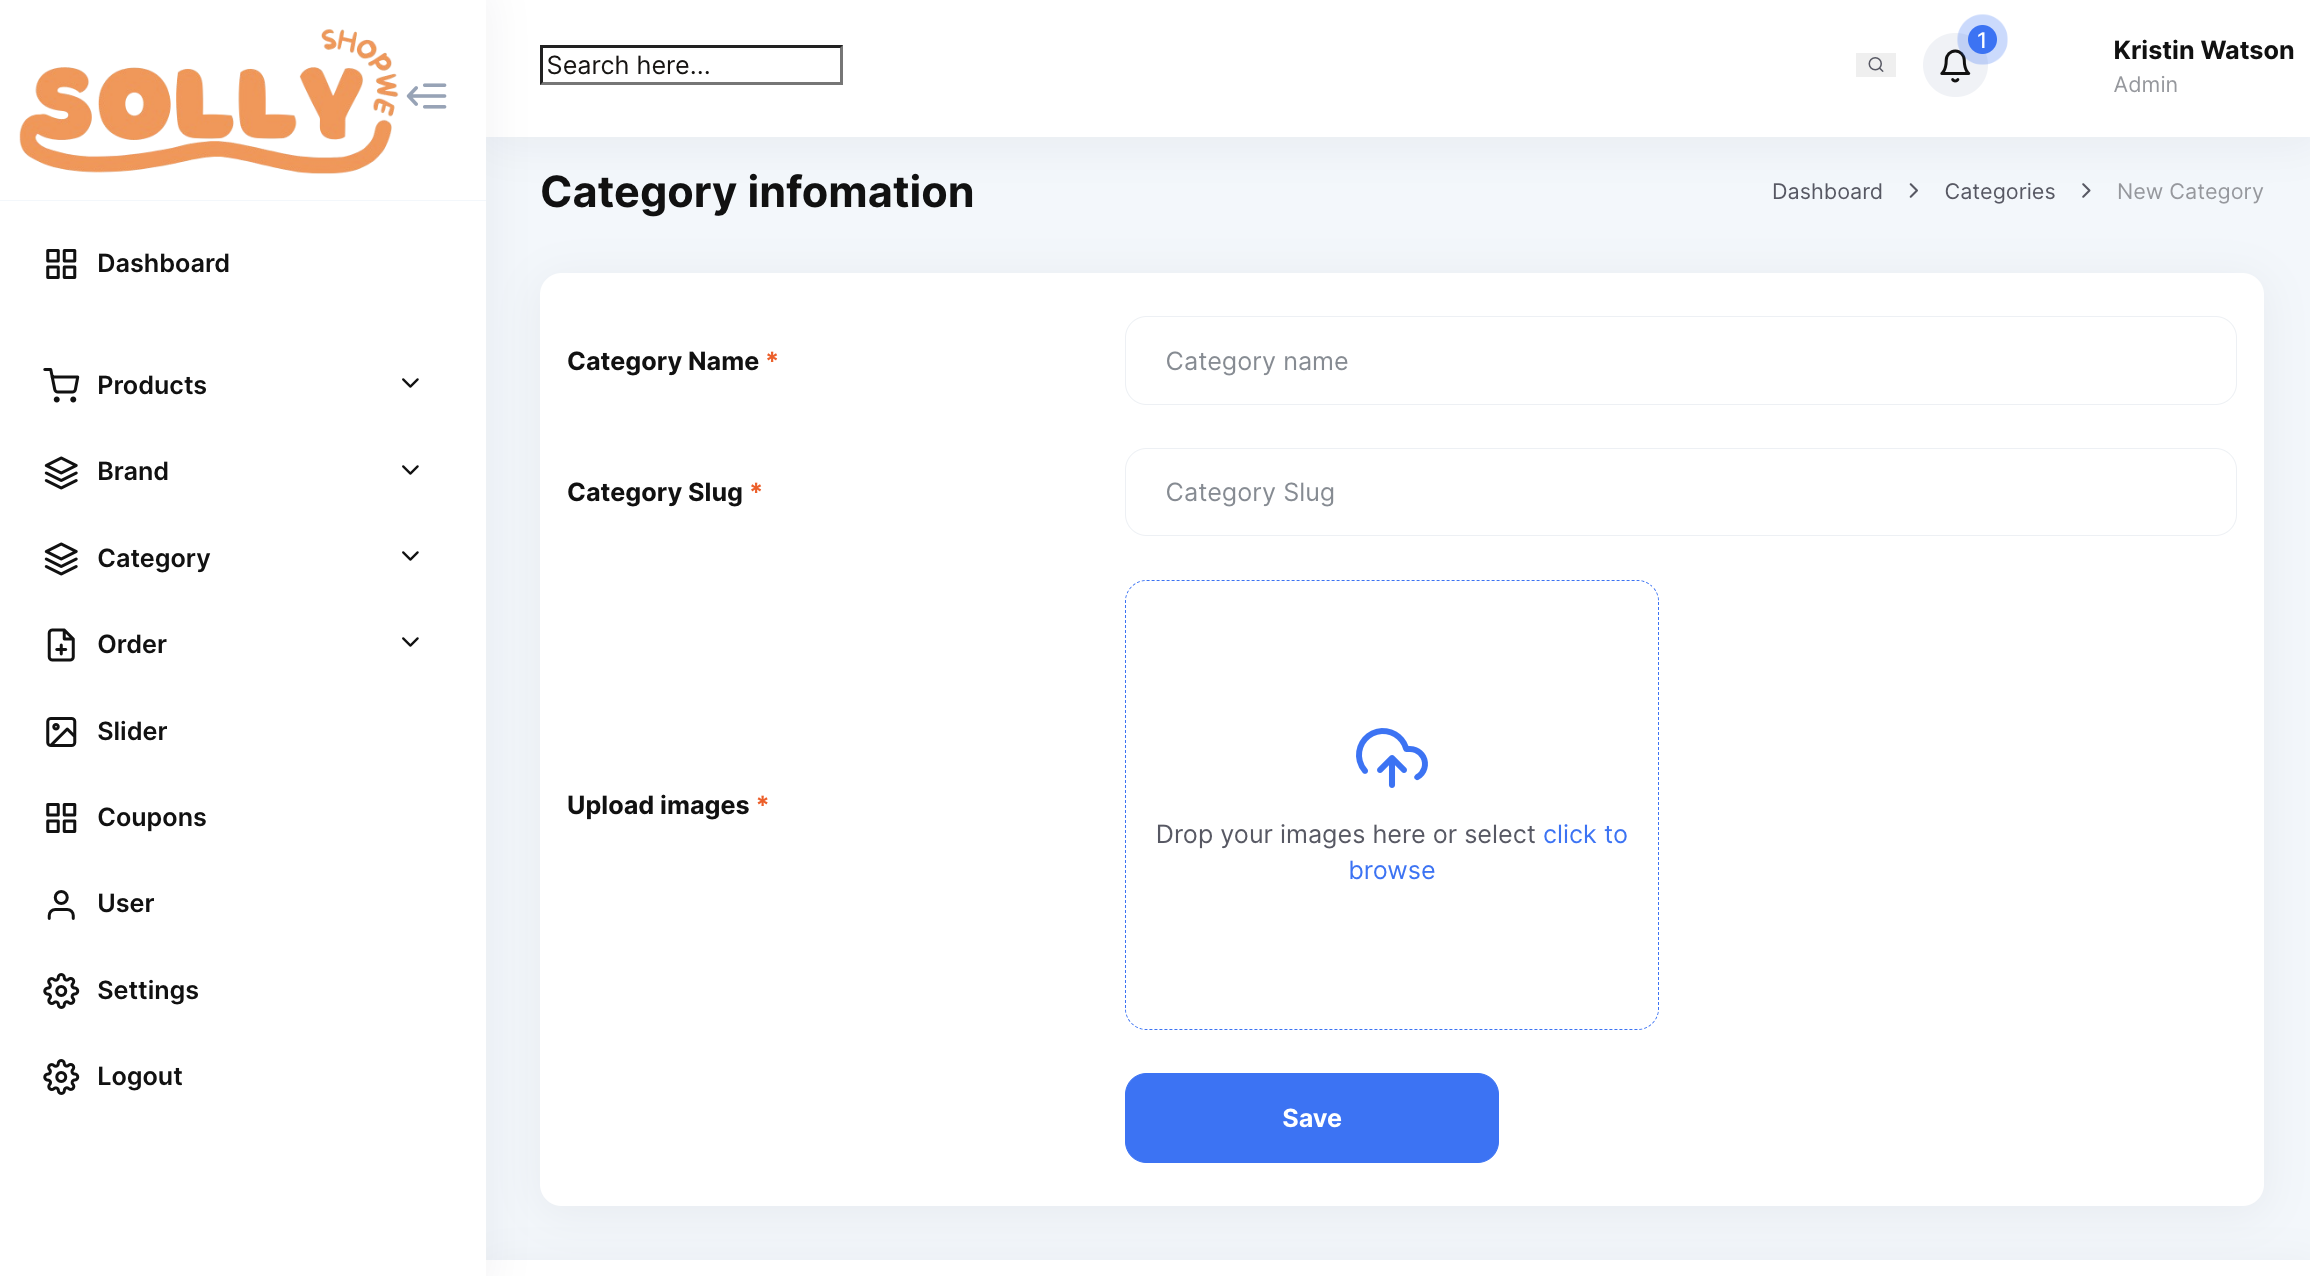 SOLLY
SHOPWE
Search here...
1
Kristin Watson
Admin
Category infomation
Dashboard
Categories
New Category
Dashboard
Products
Brand
Category
Order
Slider
Coupons
User
Settings
Logout
Category Name *
Category name
Category Slug *
Category Slug
Upload images *
Drop your images here or select click to
browse
Save